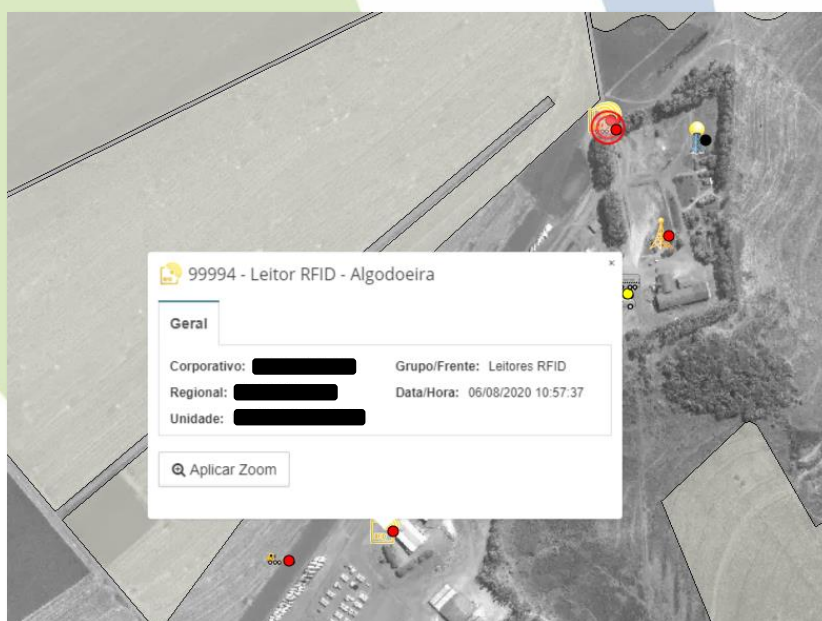 99994 - Leitor RFID - Algodoeira
×
Geral
Corporativo: Grupo/Frente: Leitores RFID
Regional: Data/Hora: 06/08/2020 10:57:37
Unidade:
Aplicar Zoom